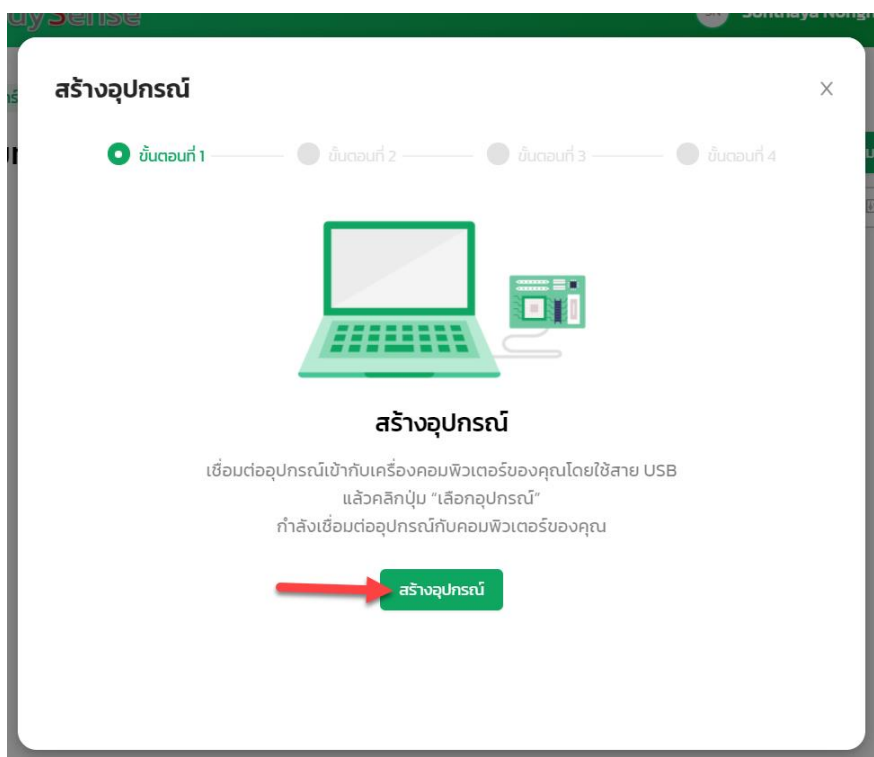 สร้างอุปกรณ์
ขั้นตอนที่ 1
ขั้นตอนที่ 2
ขั้นตอนที่ 3
ขั้นตอนที่ 4
สร้างอุปกรณ์
เชื่อมต่ออุปกรณ์เข้ากับเครื่องคอมพิวเตอร์ของคุณโดยใช้สาย USB
แล้วคลิกปุ่ม “เลือกอุปกรณ์”
กำลังเชื่อมต่ออุปกรณ์กับคอมพิวเตอร์ของคุณ
สร้างอุปกรณ์